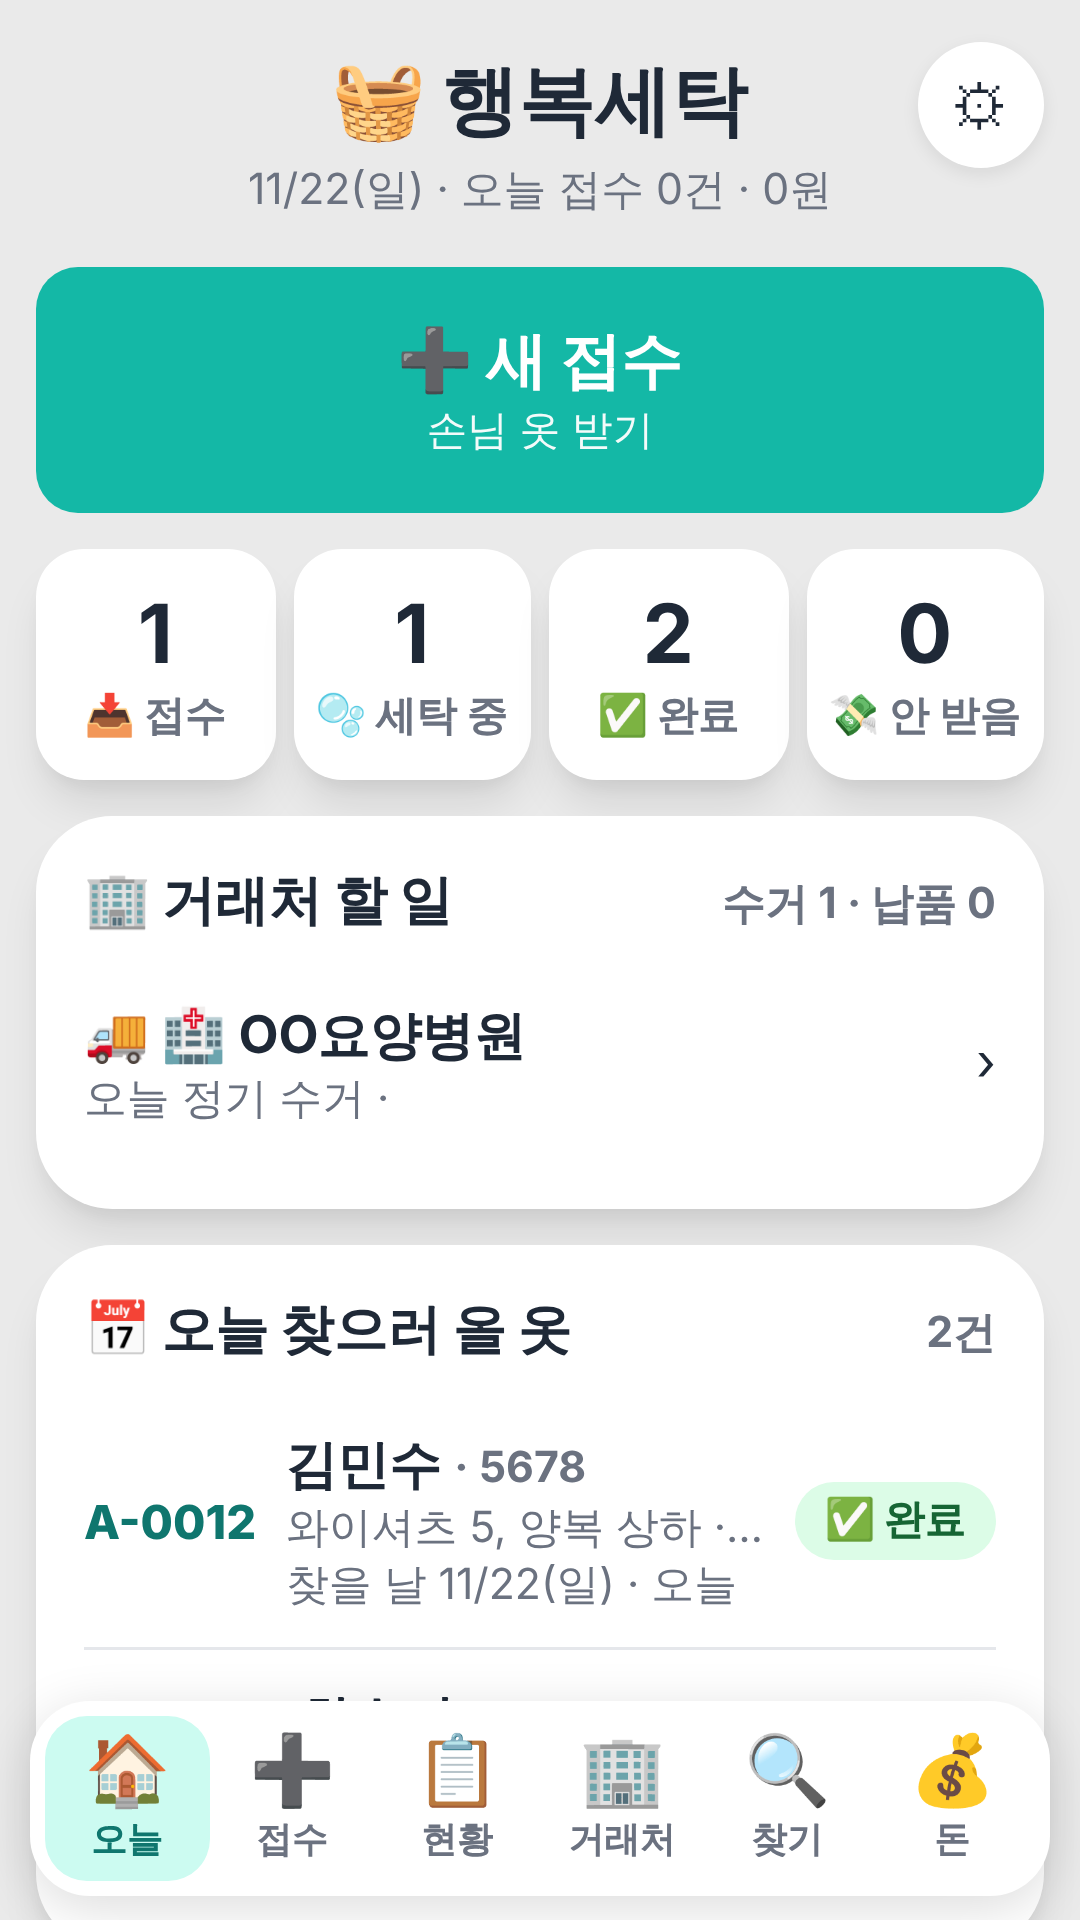 🧺 행복세탁
11/22(일) · 오늘 접수 0건 · 0원
➕ 새 접수
손님 옷 받기
1
📥 접수
1
🫧 세탁 중
2
✅ 완료
0
💸 안 받음
🏢 거래처 할 일
수거 1 · 납품 0
🚚 🏥 OO요양병원
오늘 정기 수거 ·
›
📅 오늘 찾으러 올 옷
2건
A-0012
김민수 · 5678
와이셔츠 5, 양복 상하 ·...
찾을 날 11/22(일) · 오늘
✅ 완료
🏠 오늘
➕ 접수
📋 현황
🏢 거래처
🔍 찾기
💰 돈